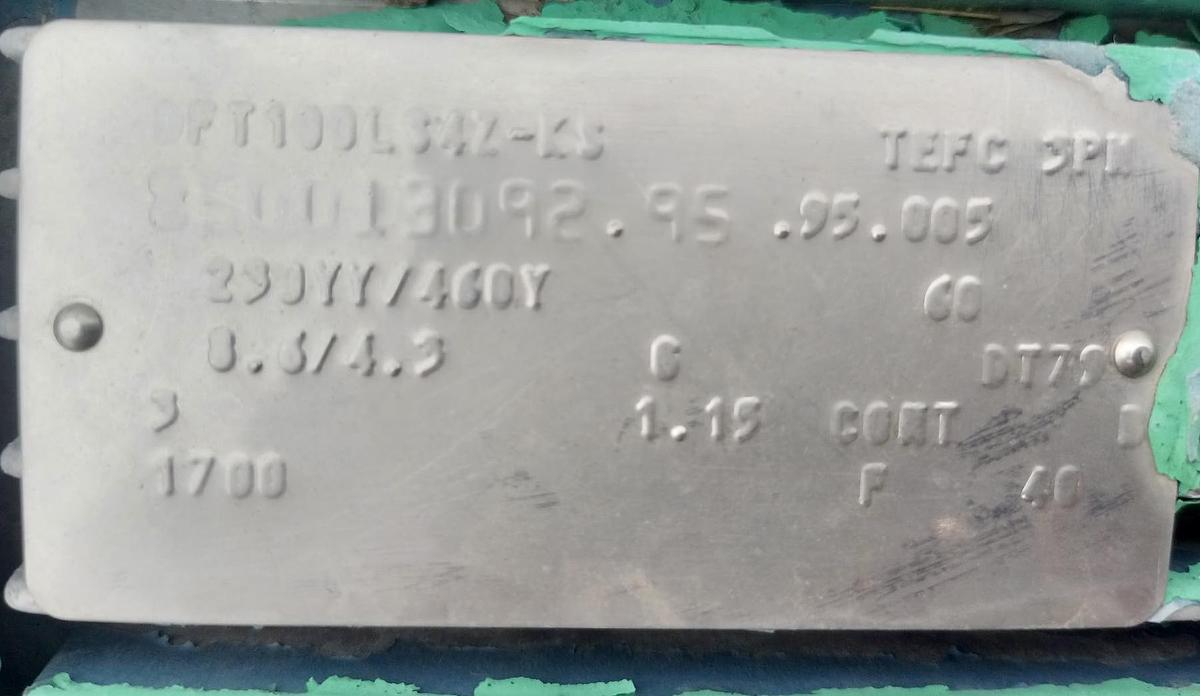 DFT100LS4Z-KS TEFC 3PH
850013092.95 .95.005
230YY/460Y 60
8.6/4.3 G DT79
3 1.15 CONT B
1700 F 40